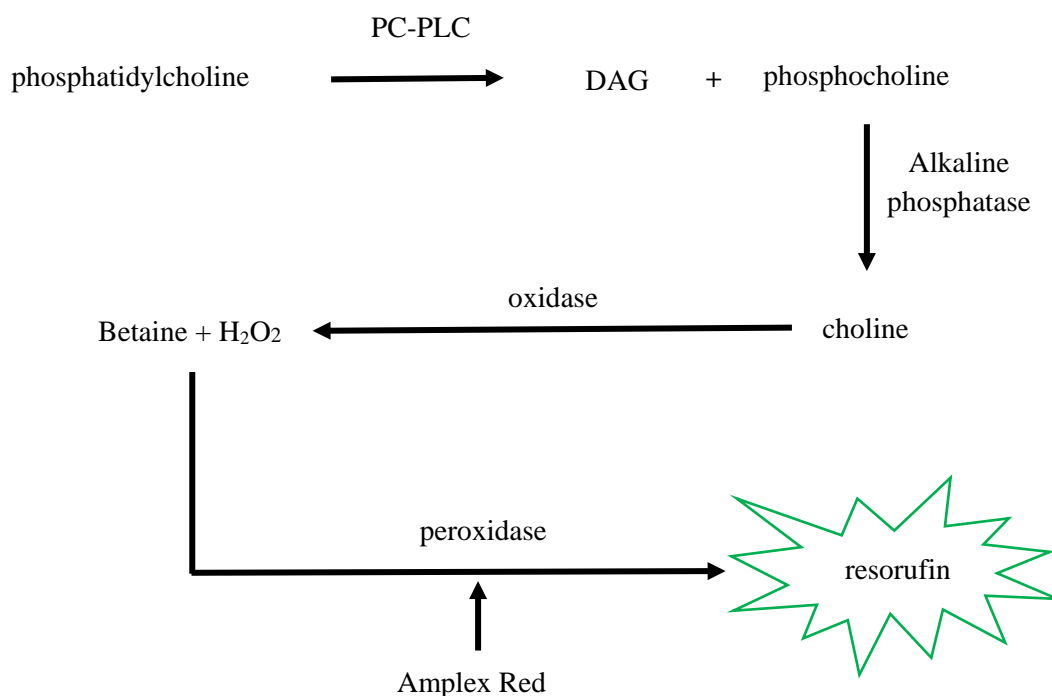 PC-PLC
phosphatidylcholine
DAG + phosphocholine
Alkaline
phosphatase
oxidase
Betaine + H₂O₂
choline
peroxidase
resorufin
Amplex Red